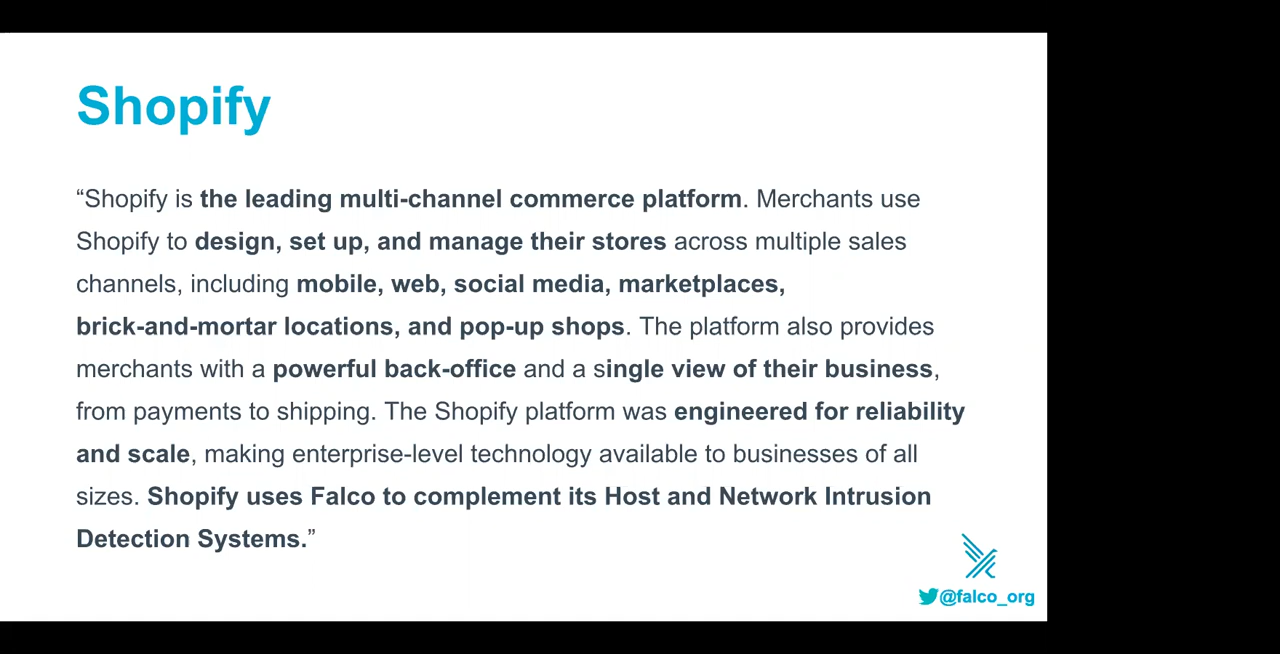 Shopify
“Shopify is the leading multi-channel commerce platform. Merchants use
Shopify to design, set up, and manage their stores across multiple sales
channels, including mobile, web, social media, marketplaces,
brick-and-mortar locations, and pop-up shops. The platform also provides
merchants with a powerful back-office and a single view of their business,
from payments to shipping. The Shopify platform was engineered for reliability
and scale, making enterprise-level technology available to businesses of all
sizes. Shopify uses Falco to complement its Host and Network Intrusion
Detection Systems.”
@falco_org